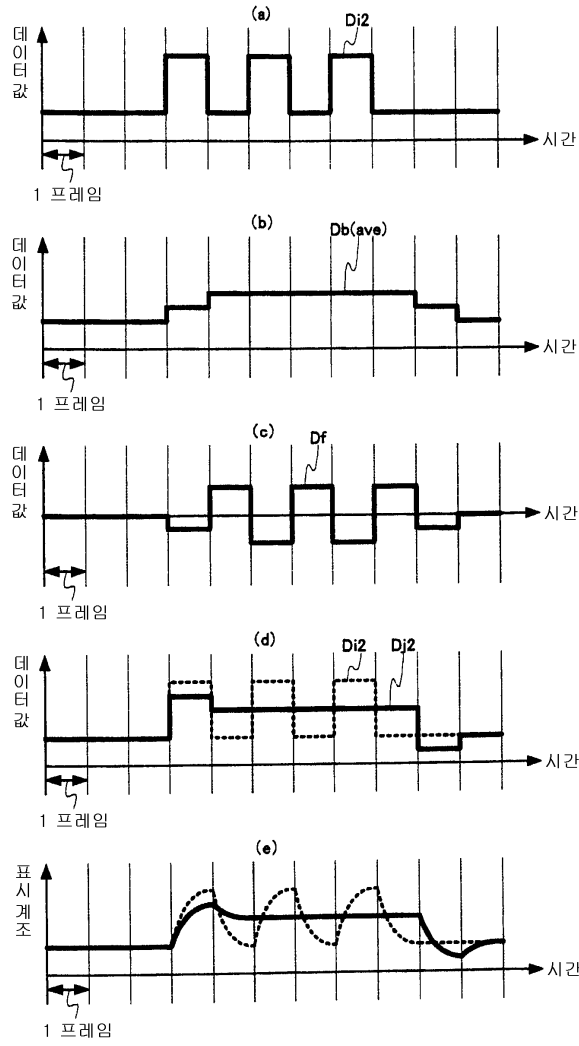 (a)
데이터값
Di2
시간
1 프레임
(b)
데이터값
Db(ave)
시간
1 프레임
(c)
데이터값
Df
시간
1 프레임
(d)
데이터값
Di2
Dj2
시간
1 프레임
(e)
표시계조
시간
1 프레임